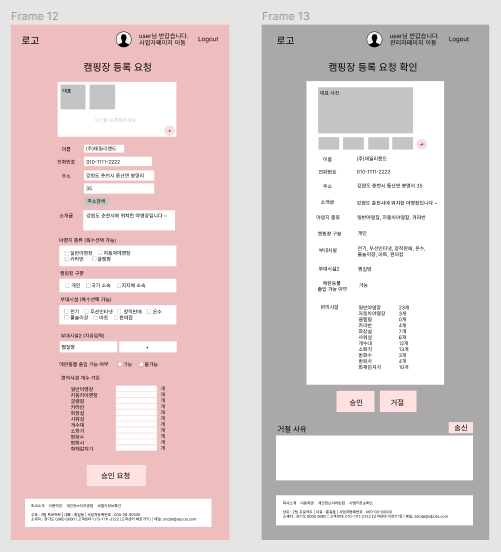 Frame 12
로고
user님 반갑습니다.
사업자페이지 이동
Logout
캠핑장 등록 요청
대표
사진을 등록해주세요
+
이름
(주)데일리랜드
전화번호
010-1111-2222
주소
강원도 춘천시 동산면 봉명리
35
주소검색
소개글
강원도 춘천시에 위치한 야영장입니다~
야영지 종류 (복수선택 가능)
일반야영장
자동차야영장
카라반
글램핑
캠핑장 구분
개인
국가 소속
지자체 소속
부대시설 (복수선택 가능)
전기
무선인터넷
장작판매
온수
물놀이장
마트
편의점
부대시설2 (자유입력)
찜질방
+
애완동물 출입 가능 여부
가능
불가능
편의시설 개수 기입
일반야영장
개
자동차야영장
개
글램핑
개
카라반
개
화장실
개
샤워실
개
개수대
개
소화기
개
방화수
개
방화사
개
화재감지기
개
승인 요청
회사소개 이용약관 개인정보처리방침 사업자정보확인
Frame 13
로고
user님 반갑습니다.
관리자페이지 이동
Logout
캠핑장 등록 요청 확인
대표 사진
이름
(주)데일리랜드
전화번호
010-1111-2222
주소
강원도 춘천시 동산면 봉명리 35
소개글
강원도 춘천시에 위치한 야영장입니다~
야영지 종류
일반야영장, 자동차야영장, 카라반
캠핑장 구분
개인
부대시설
전기, 무선인터넷, 장작판매, 온수,
물놀이장, 마트, 편의점
부대시설2
찜질방
애완동물
출입 가능 여부
가능
편의시설
일반야영장
23개
자동차야영장
3개
글램핑
0개
카라반
4개
화장실
7개
샤워실
6개
개수대
12개
소화기
13개
방화수
3개
방화사
4개
화재감지기
10개
승인
거절
거절 사유
송신
회사소개 이용약관 개인정보처리방침 사업자정보확인